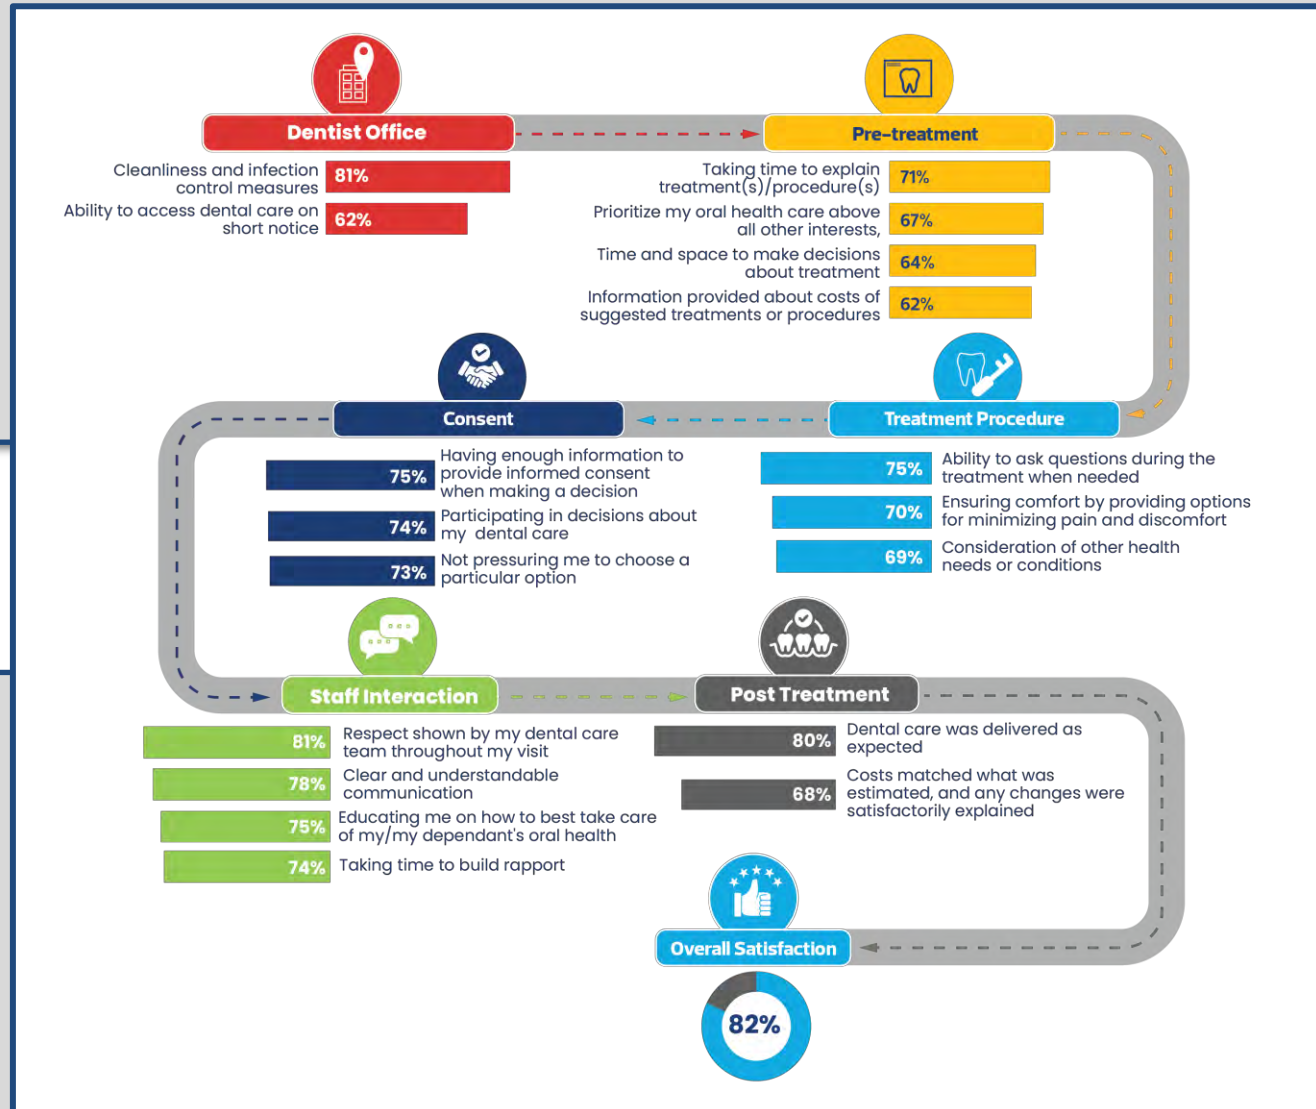 Dentist Office
Cleanliness and infection
control measures
81%
Ability to access dental care on
short notice
62%
Pre-treatment
Taking time to explain
treatment(s)/procedure(s)
71%
Prioritize my oral health care above
all other interests,
67%
Time and space to make decisions
about treatment
64%
Information provided about costs of
suggested treatments or procedures
62%
Treatment Procedure
75%
Ability to ask questions during the
treatment when needed
70%
Ensuring comfort by providing options
for minimizing pain and discomfort
69%
Consideration of other health
needs or conditions
Consent
75%
Having enough information to
provide informed consent
when making a decision
74%
Participating in decisions about
my dental care
73%
Not pressuring me to choose a
particular option
Staff Interaction
81%
Respect shown by my dental care
team throughout my visit
78%
Clear and understandable
communication
75%
Educating me on how to best take care
of my/my dependant's oral health
74%
Taking time to build rapport
Post Treatment
80%
Dental care was delivered as
expected
68%
Costs matched what was
estimated, and any changes were
satisfactorily explained
Overall Satisfaction
82%